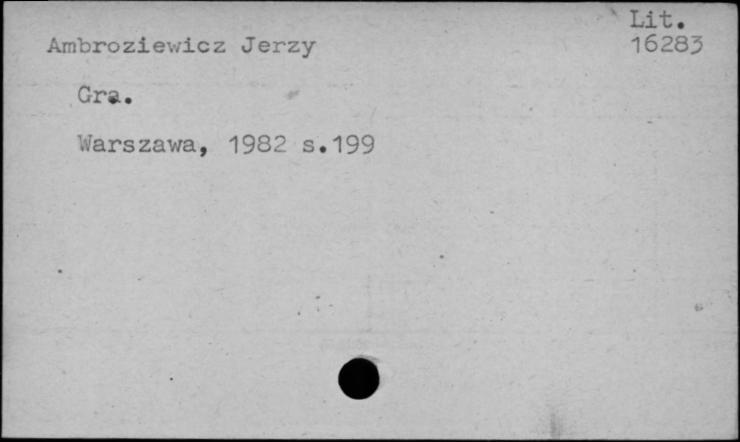 Lit.
Ambroziewicz Jerzy 16283
Gra.
Warszawa, 1982 s.199